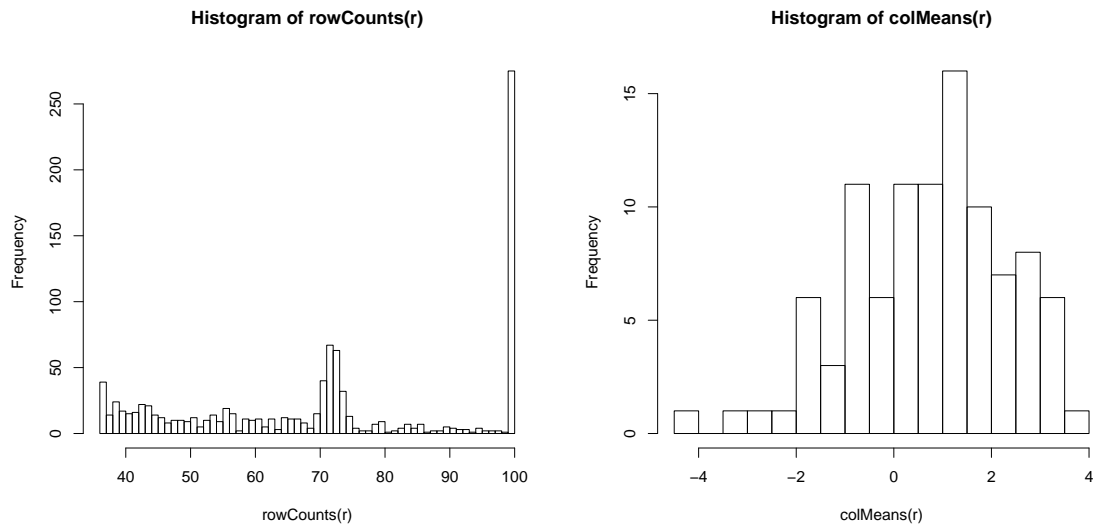 Histogram of rowCounts(r)
Frequency
0
50
100
150
200
250
40 50 60 70 80 90 100
rowCounts(r)
Histogram of colMeans(r)
Frequency
0
5
10
15
−4 −2 0 2 4
colMeans(r)